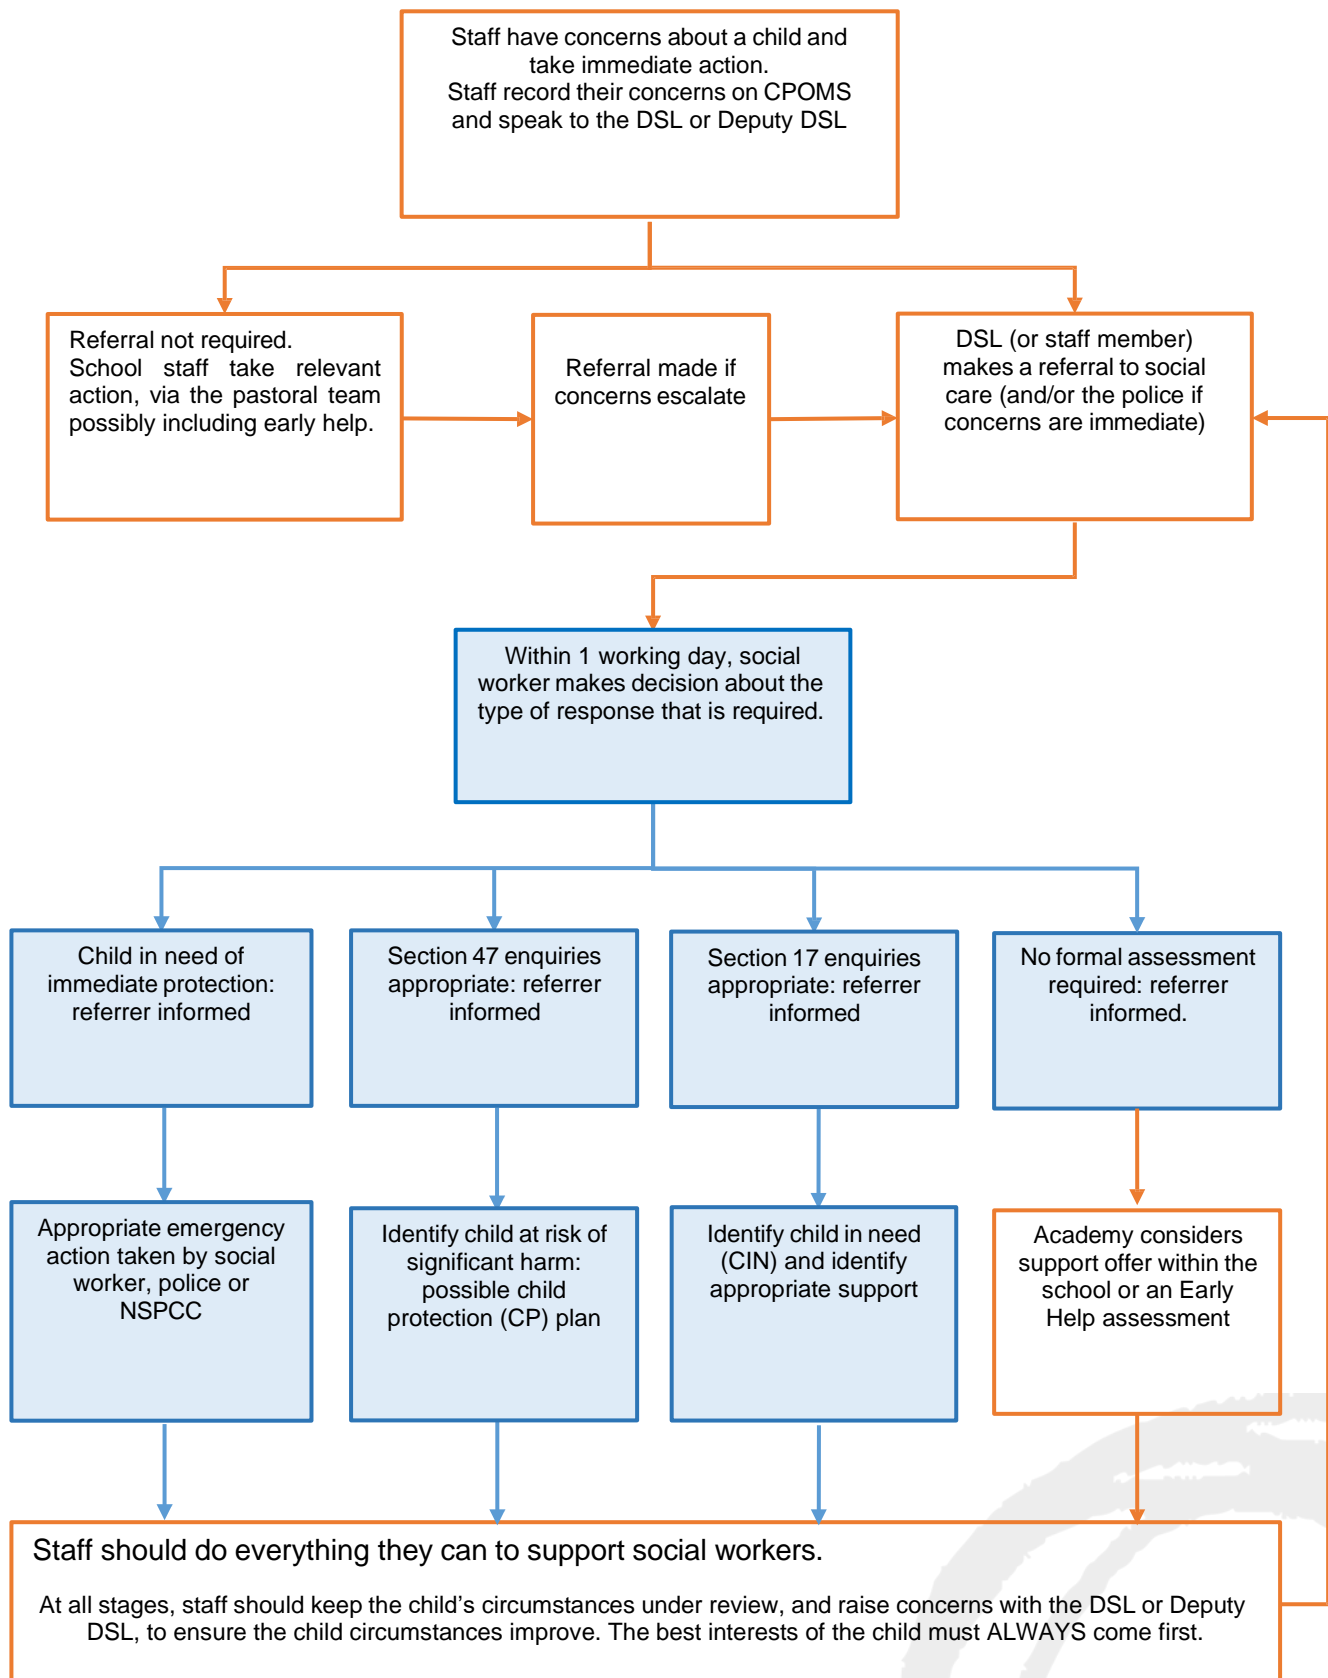 Staff have concerns about a child and
take immediate action.
Staff record their concerns on CPOMS
and speak to the DSL or Deputy DSL
Referral not required.
School staff take relevant
action, via the pastoral team
possibly including early help.
Referral made if
concerns escalate
DSL (or staff member)
makes a referral to social
care (and/or the police if
concerns are immediate)
Within 1 working day, social
worker makes decision about the
type of response that is required.
Child in need of
immediate protection:
referrer informed
Section 47 enquiries
appropriate: referrer
informed
Section 17 enquiries
appropriate: referrer
informed
No formal assessment
required: referrer
informed.
Appropriate emergency
action taken by social
worker, police or
NSPCC
Identify child at risk of
significant harm:
possible child
protection (CP) plan
Identify child in need
(CIN) and identify
appropriate support
Academy considers
support offer within the
school or an Early
Help assessment
Staff should do everything they can to support social workers.
At all stages, staff should keep the child’s circumstances under review, and raise concerns with the DSL or Deputy
DSL, to ensure the child circumstances improve. The best interests of the child must ALWAYS come first.